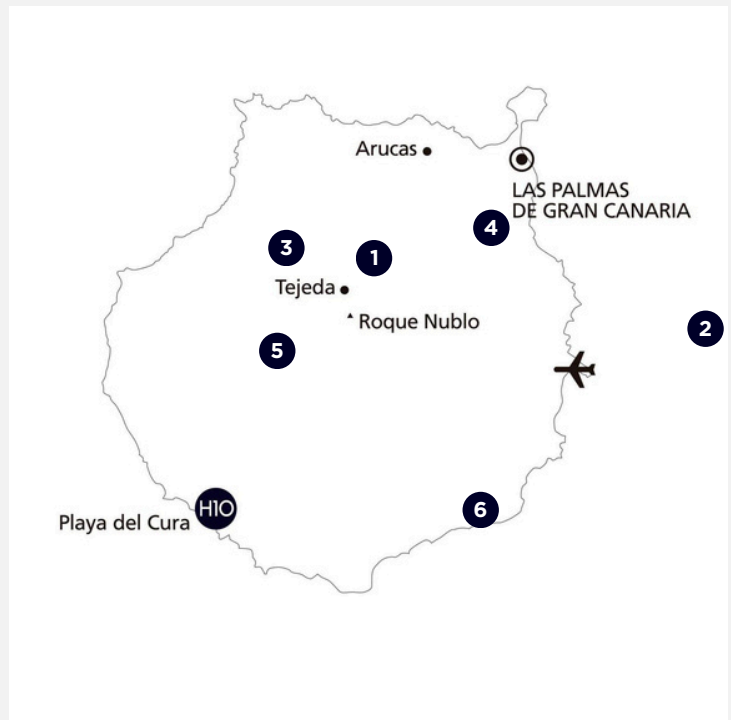 Arucas
LAS PALMAS
DE GRAN CANARIA
4
3
1
Tejeda
Roque Nublo
2
5
H10
Playa del Cura
6